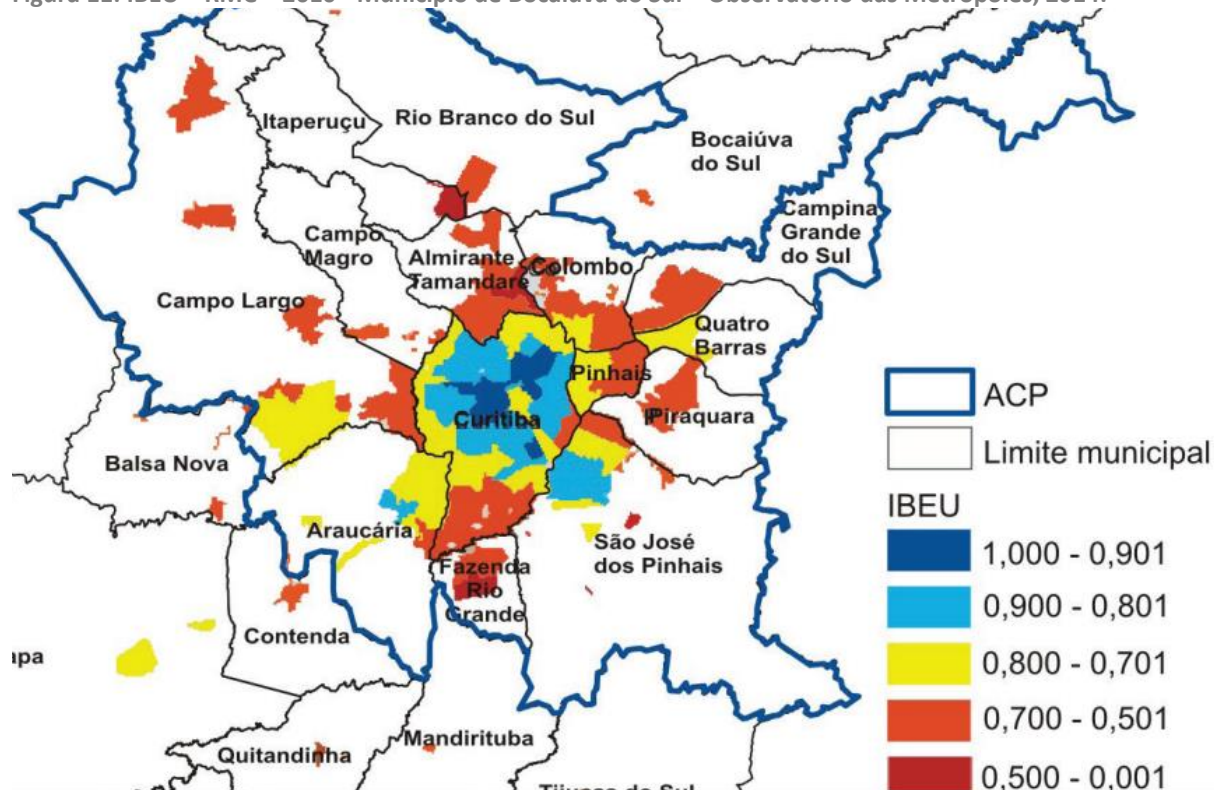 Itaperuçu
Rio Branco do Sul
Bocaiúva
do Sul
Campina
Grande
do Sul
Campo
Magro
Almirante
Tamandaré
Colombo
Campo Largo
Quatro
Barras
Pinhais
Piraquara
Curitiba
Balsa Nova
Araucária
São José
dos Pinhais
Fazenda
Rio
Grande
Contenda
apa
Quitandinha
Mandirituba
ACP
Limite municipal
IBEU
1,000 - 0,901
0,900 - 0,801
0,800 - 0,701
0,700 - 0,501
0,500 - 0,001